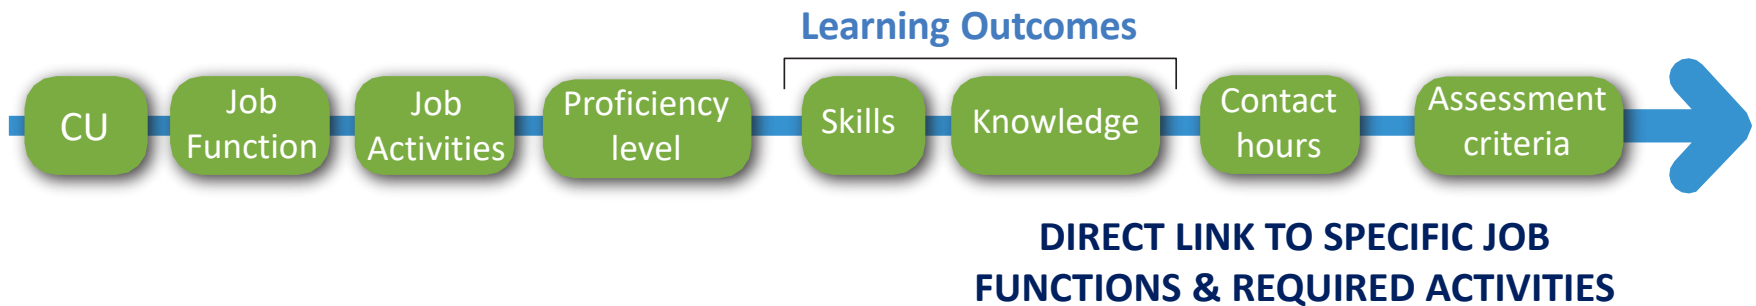 Learning Outcomes
CU
Job
Function
Job
Activities
Proficiency
level
Skills
Knowledge
Contact
hours
Assessment
criteria
DIRECT LINK TO SPECIFIC JOB
FUNCTIONS & REQUIRED ACTIVITIES